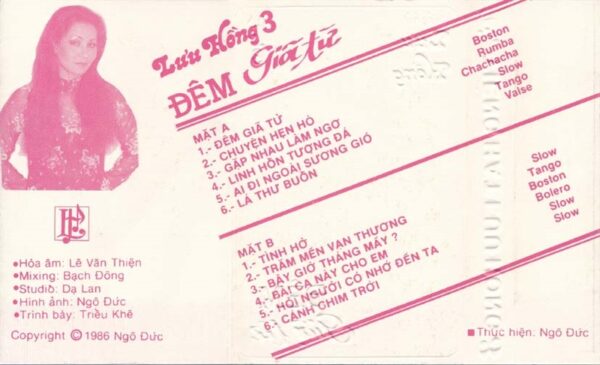 Lưu Hồng 3
ĐÊM Giã từ
MẶT A
1.- ĐÊM GIÃ TỪ
2.- CHUYỆN HẸN HÒ
3.- GẶP NHAU LÀM NGƠ
4.- LINH HỒN TƯỢNG ĐÁ
5.- AI ĐI NGOÀI SƯƠNG GIÓ
6.- LÁ THƯ BUỒN
Boston
Rumba
Chachacha
Slow
Tango
Valse
MẶT B
1.- TÌNH HỜ
2.- TRĂM MẾN VẠN THƯƠNG
3.- BÂY GIỜ THÁNG MẤY ?
4.- BÀI CA NÀY CHO EM
5.- HỎI NGƯỜI CÓ NHỚ ĐẾN TA
6.- CÁNH CHIM TRỜI
Slow
Tango
Boston
Bolero
Slow
Slow
•Hòa âm: Lê Văn Thiện
•Mixing: Bạch Đông
•Studio: Dạ Lan
•Hình ảnh: Ngô Đức
•Trình bày: Triều Khê
Copyright © 1986 Ngô Đức
■ Thực hiện: Ngô Đức